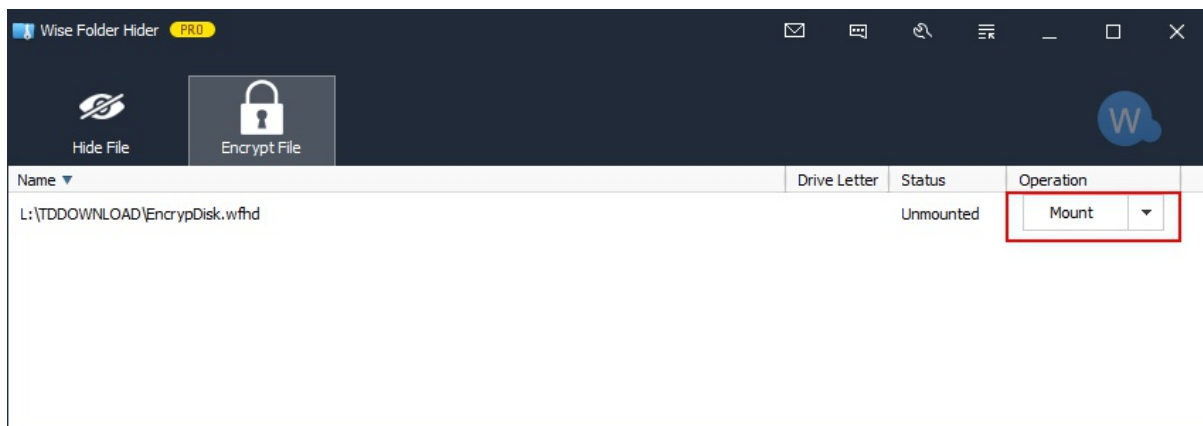 Wise Folder Hider PRO
Hide File
Encrypt File
W
Name Drive Letter Status Operation
L:\TDDOWNLOAD\EncrypDisk.wfhd Unmounted Mount